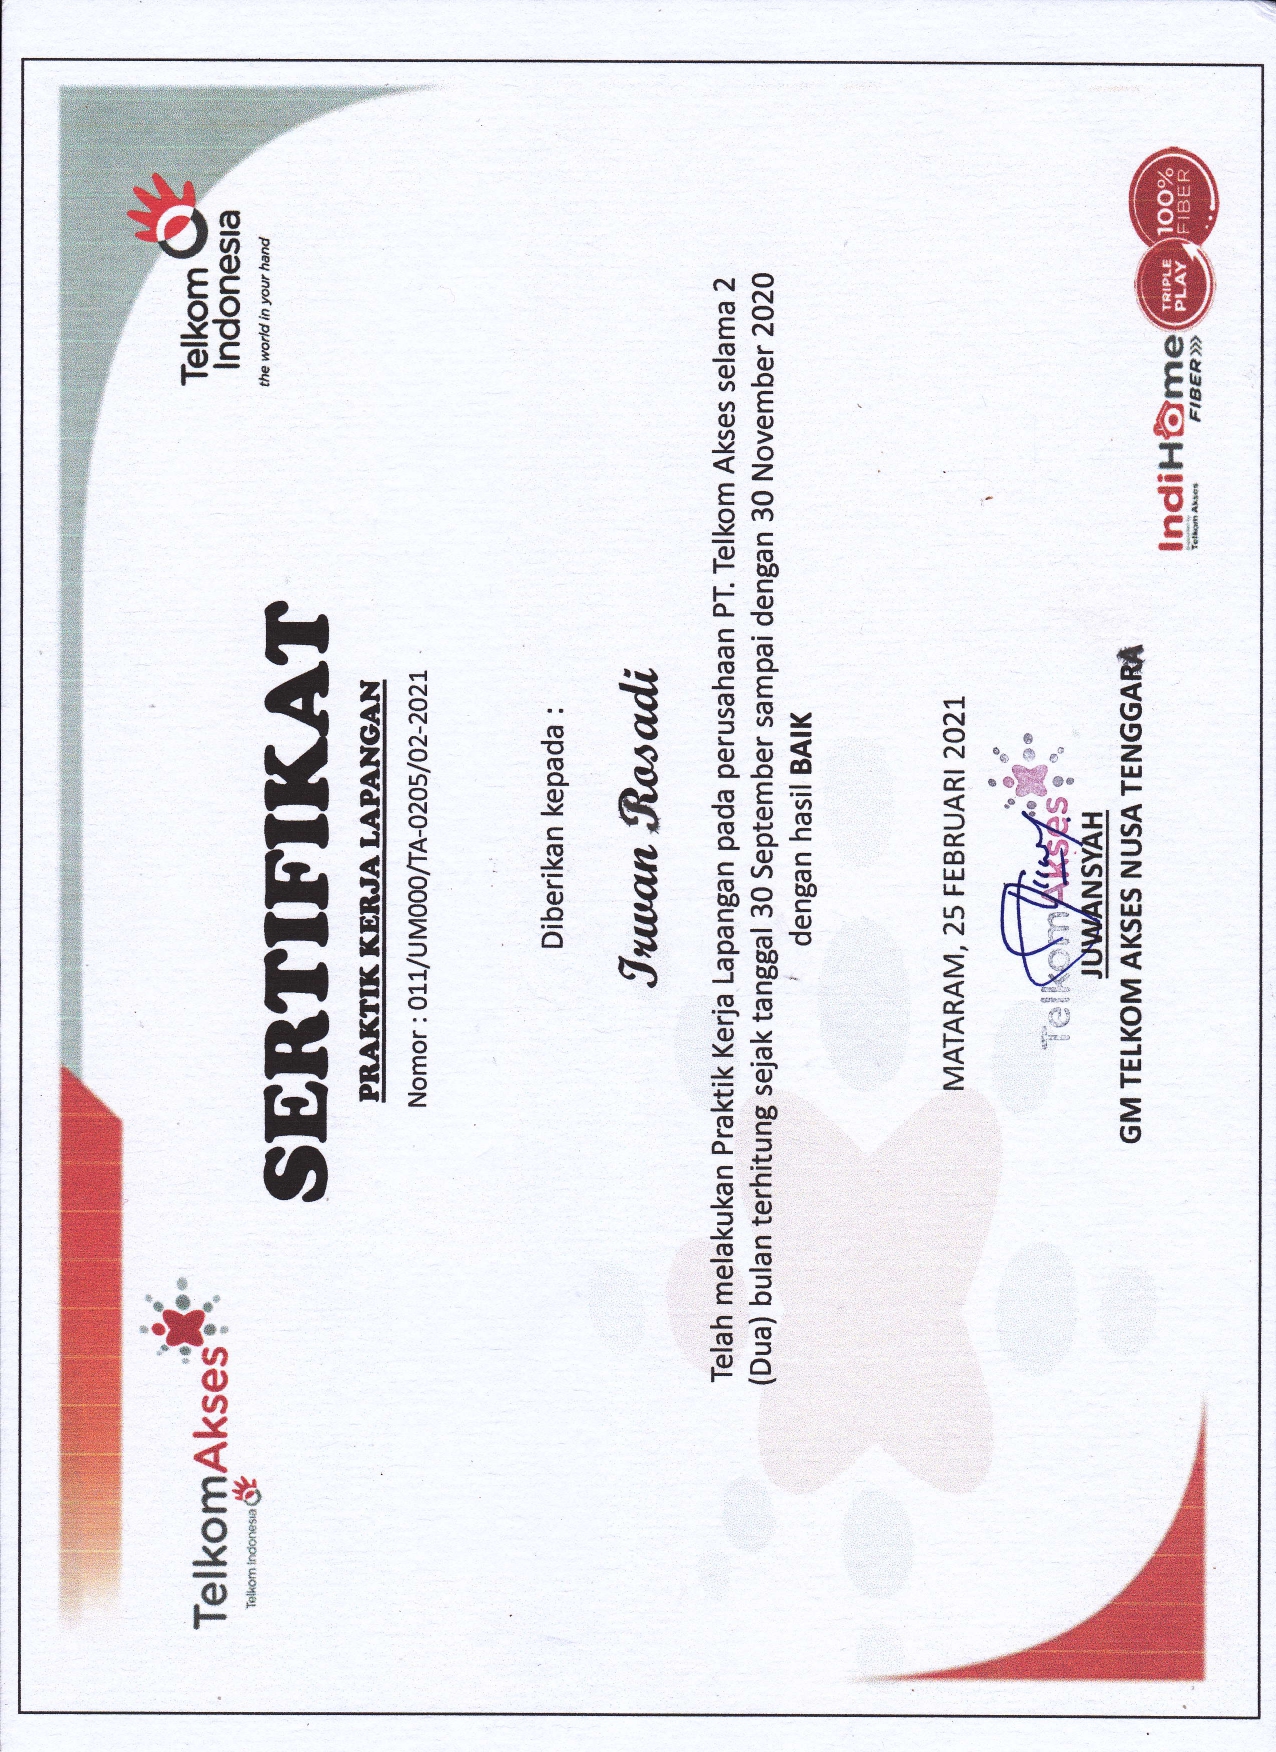 TelkomAkses
Telkom Indonesia
Telkom
Indonesia
the world in your hand
SERTIFIKAT
PRAKTIK KERJA LAPANGAN
Nomor : 011/UM000/TA-0205/02-2021
Diberikan kepada :
Irwan Rosadi
Telah melakukan Praktik Kerja Lapangan pada perusahaan PT. Telkom Akses selama 2
(Dua) bulan terhitung sejak tanggal 30 September sampai dengan 30 November 2020
dengan hasil BAIK
MATARAM, 25 FEBRUARI 2021
TelkomAkses
JUWANSYAH
GM TELKOM AKSES NUSA TENGGARA
IndiHome
Telkom Akses
FIBER
TRIPLE
PLAY
100%
FIBER